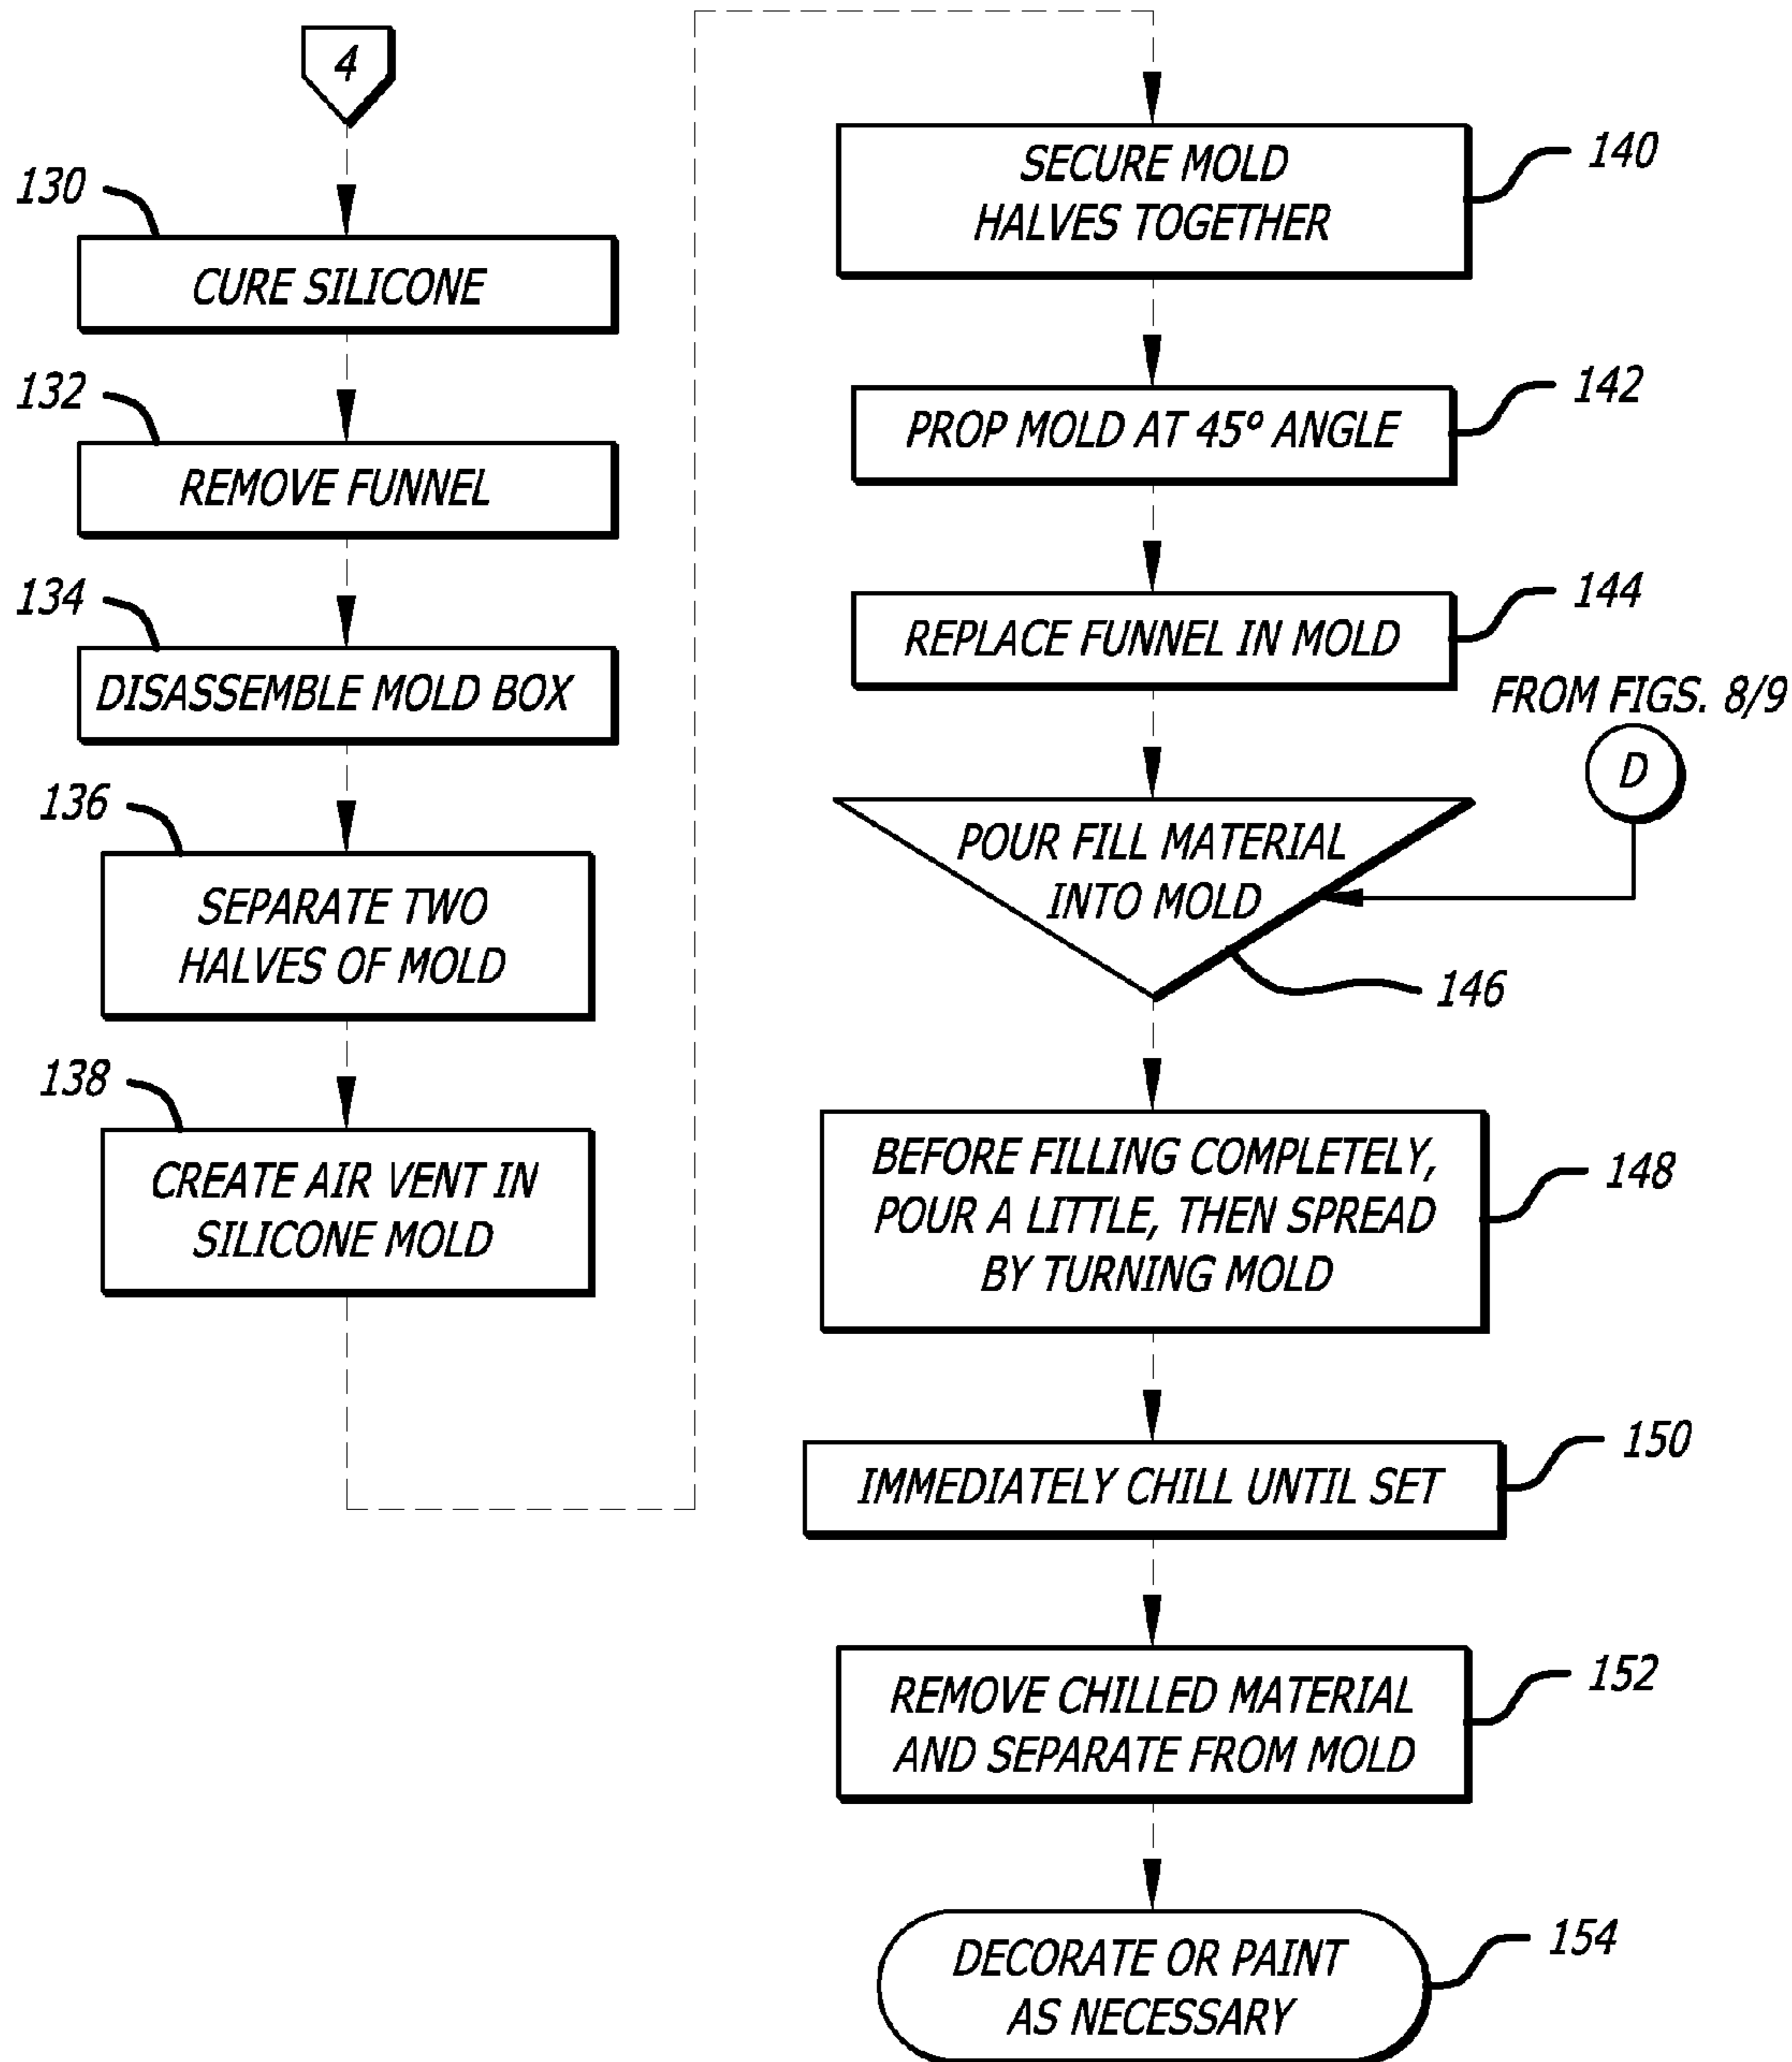 4
130
CURE SILICONE
132
REMOVE FUNNEL
134
DISASSEMBLE MOLD BOX
136
SEPARATE TWO
HALVES OF MOLD
138
CREATE AIR VENT IN
SILICONE MOLD
SECURE MOLD
HALVES TOGETHER
140
PROP MOLD AT 45º ANGLE
142
REPLACE FUNNEL IN MOLD
144
FROM FIGS. 8/9
D
POUR FILL MATERIAL
INTO MOLD
146
BEFORE FILLING COMPLETELY,
POUR A LITTLE, THEN SPREAD
BY TURNING MOLD
148
IMMEDIATELY CHILL UNTIL SET
150
REMOVE CHILLED MATERIAL
AND SEPARATE FROM MOLD
152
DECORATE OR PAINT
AS NECESSARY
154